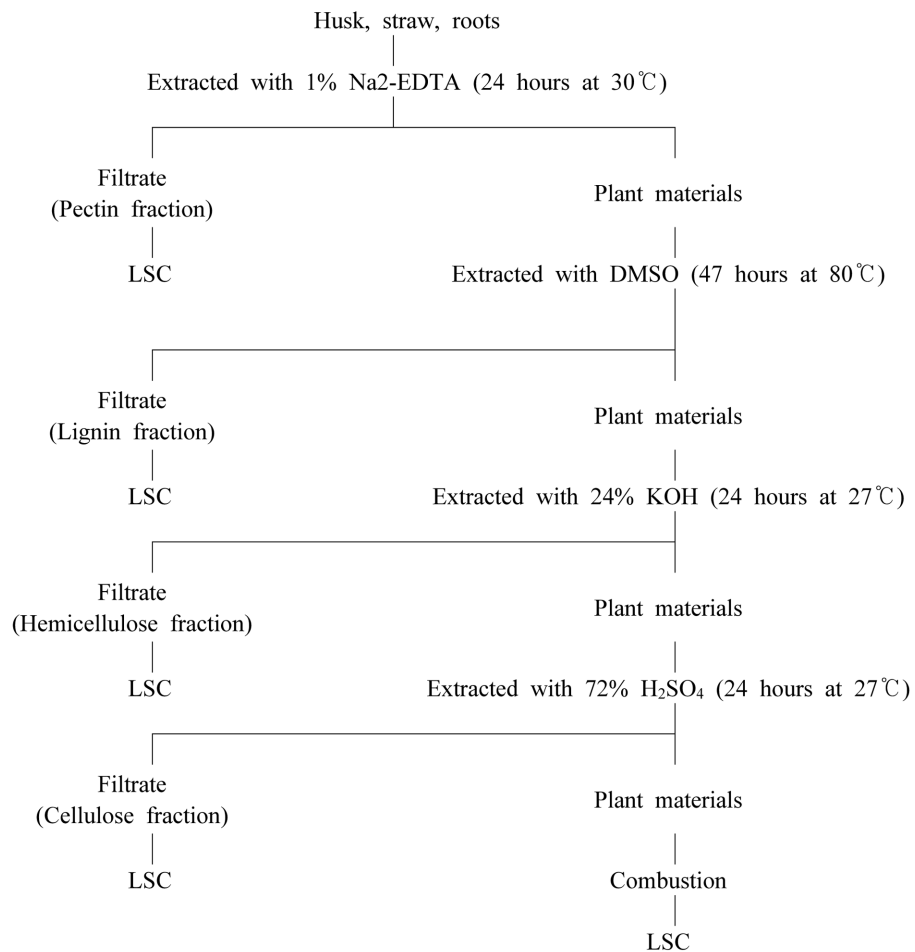 Husk, straw, roots
Extracted with 1% Na2-EDTA (24 hours at 30℃)
Filtrate
(Pectin fraction)
Plant materials
LSC
Extracted with DMSO (47 hours at 80℃)
Filtrate
(Lignin fraction)
Plant materials
LSC
Extracted with 24% KOH (24 hours at 27℃)
Filtrate
(Hemicellulose fraction)
Plant materials
LSC
Extracted with 72% H₂SO₄ (24 hours at 27℃)
Filtrate
(Cellulose fraction)
Plant materials
LSC
Combustion
LSC